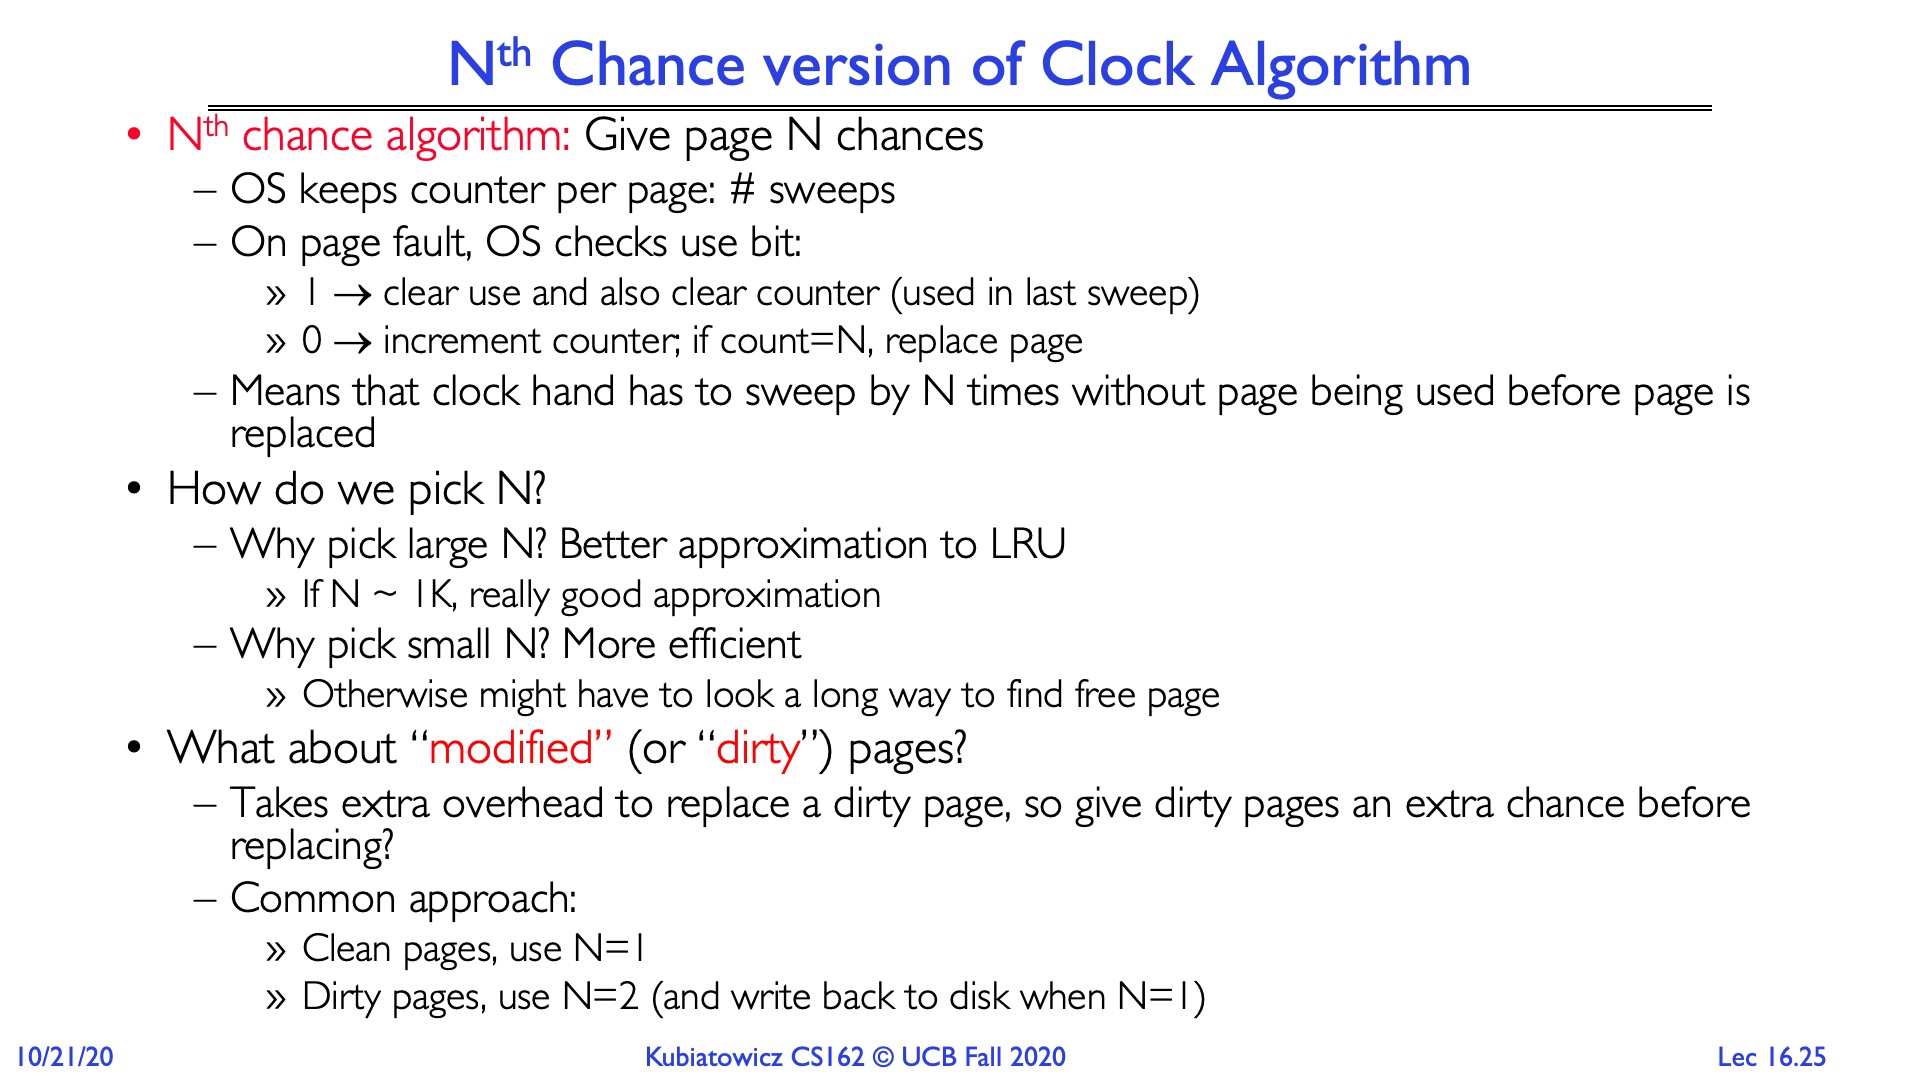 Nth Chance version of Clock Algorithm
• Nth chance algorithm: Give page N chances
– OS keeps counter per page: # sweeps
– On page fault, OS checks use bit:
» 1 → clear use and also clear counter (used in last sweep)
» 0 → increment counter; if count=N, replace page
– Means that clock hand has to sweep by N times without page being used before page is
replaced
• How do we pick N?
– Why pick large N? Better approximation to LRU
» If N ~ 1K, really good approximation
– Why pick small N? More efficient
» Otherwise might have to look a long way to find free page
• What about “modified” (or “dirty”) pages?
– Takes extra overhead to replace a dirty page, so give dirty pages an extra chance before
replacing?
– Common approach:
» Clean pages, use N=1
» Dirty pages, use N=2 (and write back to disk when N=1)
10/21/20
Kubiatowicz CS162 © UCB Fall 2020
Lec 16.25